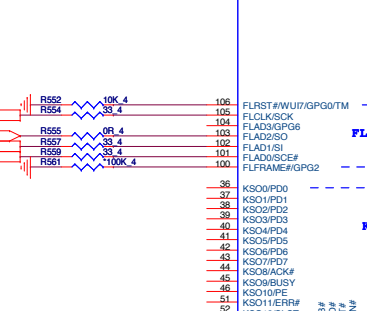 R552 10K_4 106 FLRST#/WUI7/GPG0/TM
R554 33_4 105 FLCLK/SCK
104 FLAD3/GPG6
R555 0R_4 103 FLAD2/SO
R557 33_4 102 FLAD1/SI
R559 33_4 101 FLAD0/SCE#
R561 *100K_4 100 FLFRAME#/GPG2
36 KSO0/PD0
37 KSO1/PD1
38 KSO2/PD2
39 KSO3/PD3
40 KSO4/PD4
41 KSO5/PD5
42 KSO6/PD6
43 KSO7/PD7
44 KSO8/ACK#
45 KSO9/BUSY
46 KSO10/PE
51 KSO11/ERR#
52